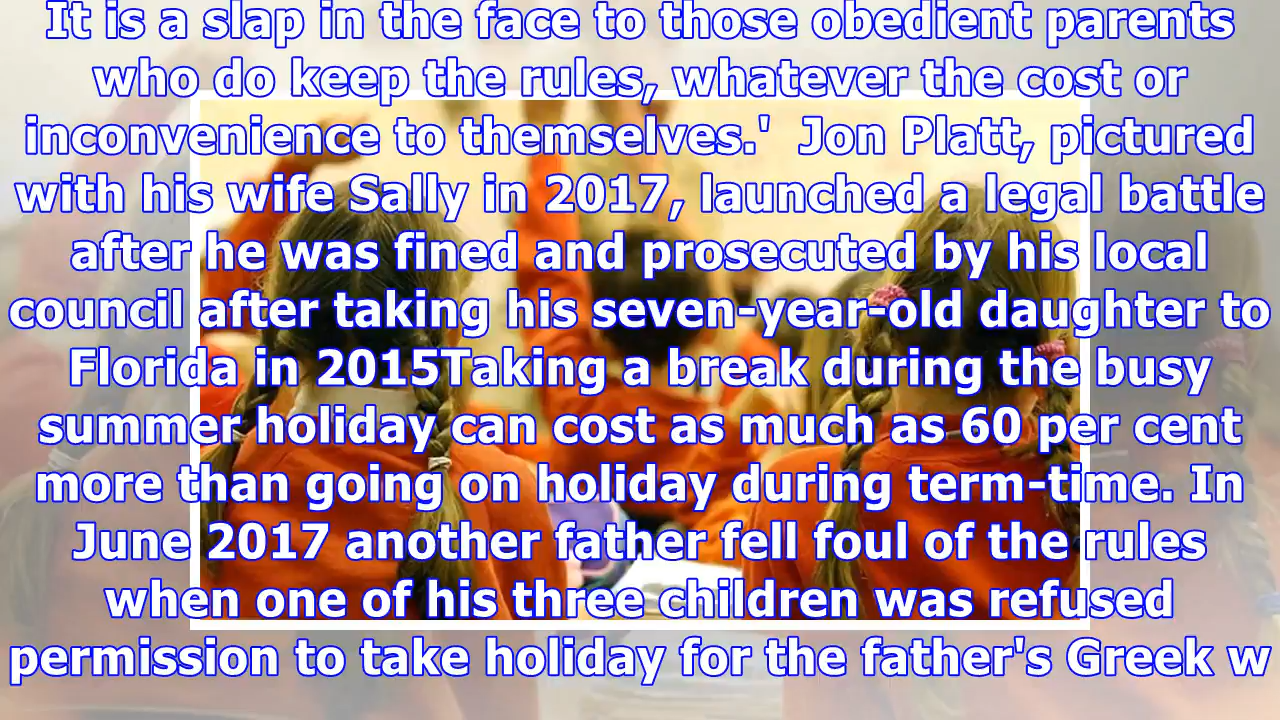 It is a slap in the face to those obedient parents
who do keep the rules, whatever the cost or
inconvenience to themselves.'  Jon Platt, pictured
with his wife Sally in 2017, launched a legal battle
after he was fined and prosecuted by his local
council after taking his seven-year-old daughter to
Florida in 2015Taking a break during the busy
summer holiday can cost as much as 60 per cent
more than going on holiday during term-time. In
June 2017 another father fell foul of the rules
when one of his three children was refused
permission to take holiday for the father's Greek w